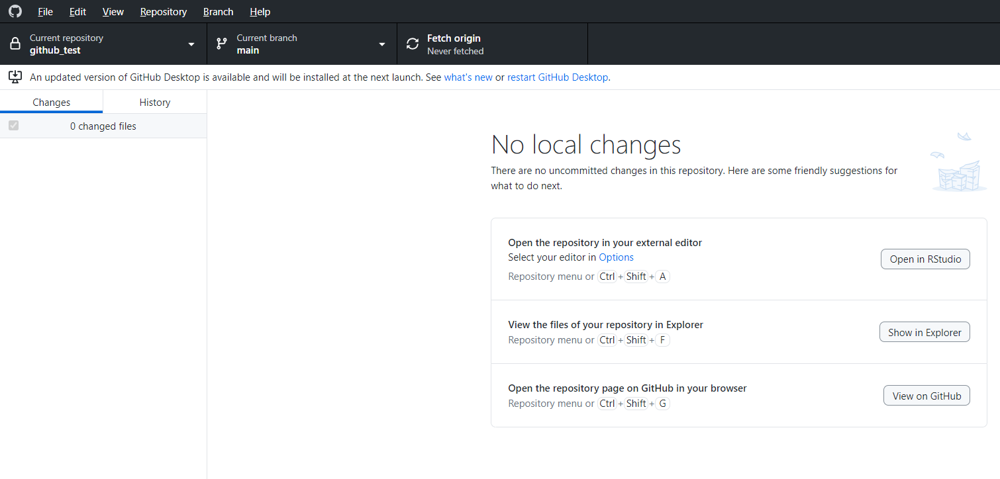 File Edit View Repository Branch Help
Current repository
github_test
Current branch
main
Fetch origin
Never fetched
An updated version of GitHub Desktop is available and will be installed at the next launch. See what's new or restart GitHub Desktop.
Changes
History
0 changed files
No local changes
There are no uncommitted changes in this repository. Here are some friendly suggestions for
what to do next.
Open the repository in your external editor
Select your editor in Options
Repository menu or Ctrl + Shift + A
Open in RStudio
View the files of your repository in Explorer
Repository menu or Ctrl + Shift + F
Show in Explorer
Open the repository page on GitHub in your browser
Repository menu or Ctrl + Shift + G
View on GitHub